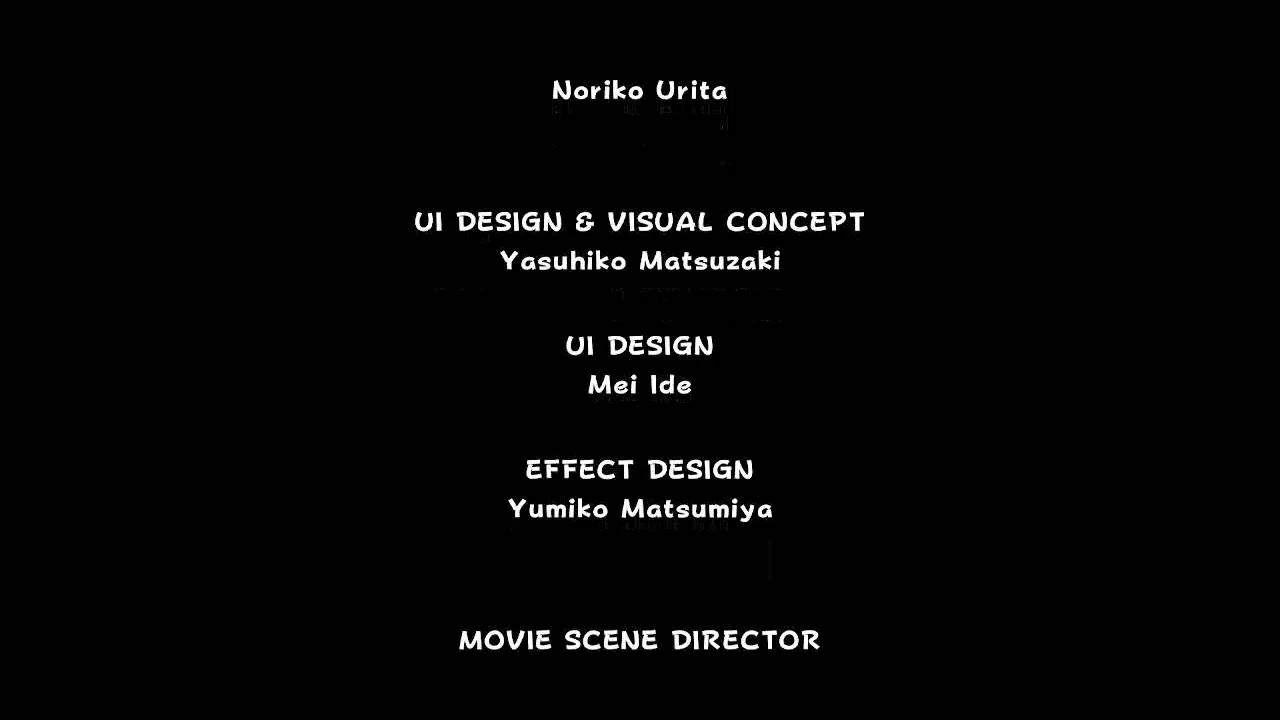 Noriko Urita
UI DESIGN & VISUAL CONCEPT
Yasuhiko Matsuzaki
UI DESIGN
Mei Ide
EFFECT DESIGN
Yumiko Matsumiya
MOVIE SCENE DIRECTOR